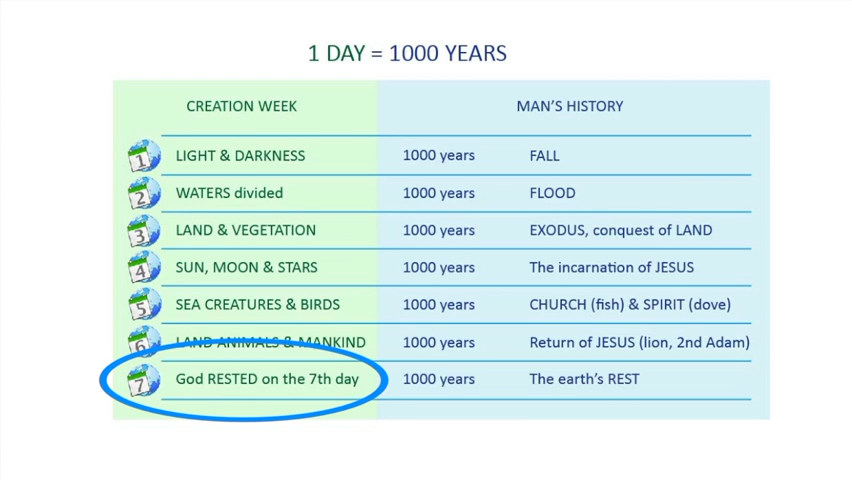 1 DAY = 1000 YEARS
CREATION WEEK MAN'S HISTORY
1 LIGHT & DARKNESS 1000 years FALL
2 WATERS divided 1000 years FLOOD
3 LAND & VEGETATION 1000 years EXODUS, conquest of LAND
4 SUN, MOON & STARS 1000 years The incarnation of JESUS
5 SEA CREATURES & BIRDS 1000 years CHURCH (fish) & SPIRIT (dove)
6 LAND ANIMALS & MANKIND 1000 years Return of JESUS (lion, 2nd Adam)
7 God RESTED on the 7th day 1000 years The earth's REST